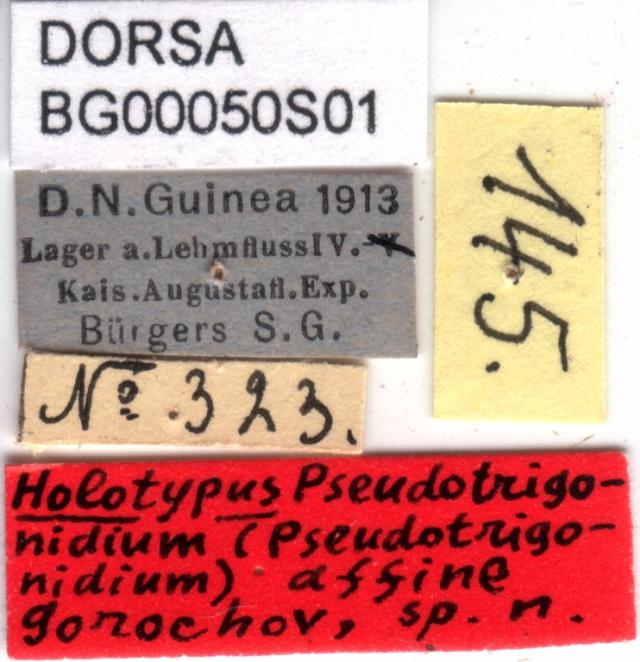 DORSA
BG00050S01
D.N.Guinea 1913
Lager a.LehmflussIV.-V
Kais.Augustafl.Exp.
Bürgers S.G.
145.
No 323.
Holotypus Pseudotrigo-
nidium (Pseudotrigo-
nidium) affine
gorochov, sp. n.